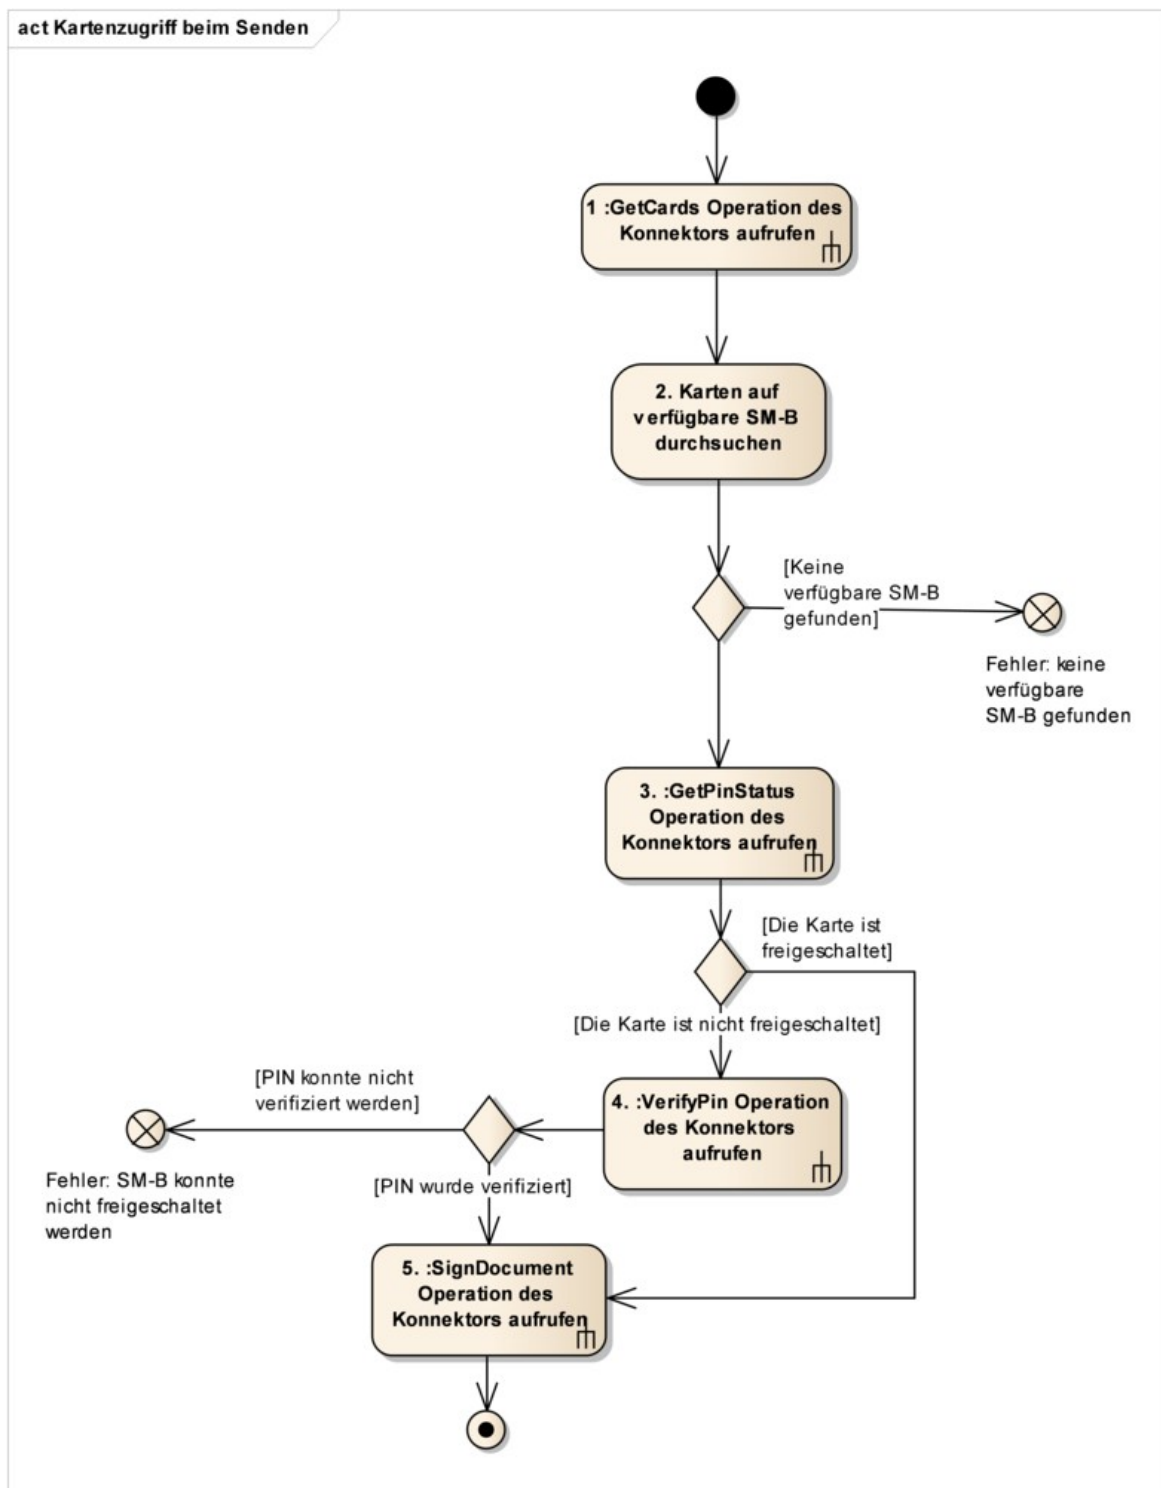 act Kartenzugriff beim Senden
1 :GetCards Operation des
Konnektors aufrufen
2. Karten auf
verfügbare SM-B
durchsuchen
[Keine
verfügbare SM-B
gefunden]
Fehler: keine
verfügbare
SM-B gefunden
3. :GetPinStatus
Operation des
Konnektors aufrufen
[Die Karte ist
freigeschaltet]
[Die Karte ist nicht freigeschaltet]
4. :VerifyPin Operation
des Konnektors
aufrufen
[PIN konnte nicht
verifiziert werden]
Fehler: SM-B konnte
nicht freigeschaltet
werden
[PIN wurde verifiziert]
5. :SignDocument
Operation des
Konnektors aufrufen